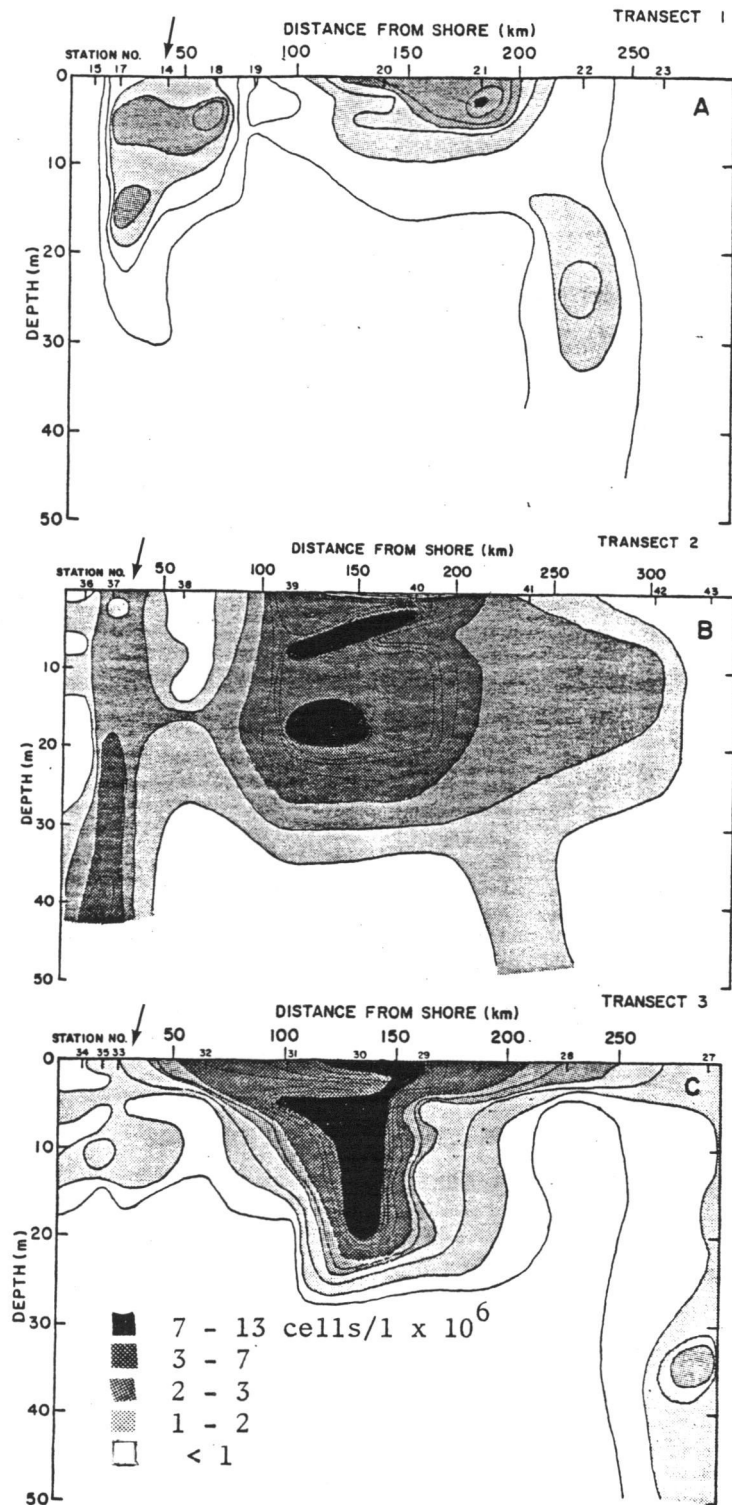 TRANSECT 1
DISTANCE FROM SHORE (km)
STATION NO. 50 100 150 200 250
15 17 14 18 19 20 21 22 23
A
0
10
20
30
40
50
DEPTH (m)
DISTANCE FROM SHORE (km) TRANSECT 2
STATION NO. 50 100 150 200 250 300
36 37 38 39 40 41 42 43
B
0
10
20
30
40
50
DEPTH (m)
DISTANCE FROM SHORE (km) TRANSECT 3
STATION NO. 50 100 150 200 250
34 35 33 32 31 30 29 28 27
C
0
10
20
30
40
50
DEPTH (m)
7 - 13 cells/1 x 10⁶
3 - 7
2 - 3
1 - 2
< 1